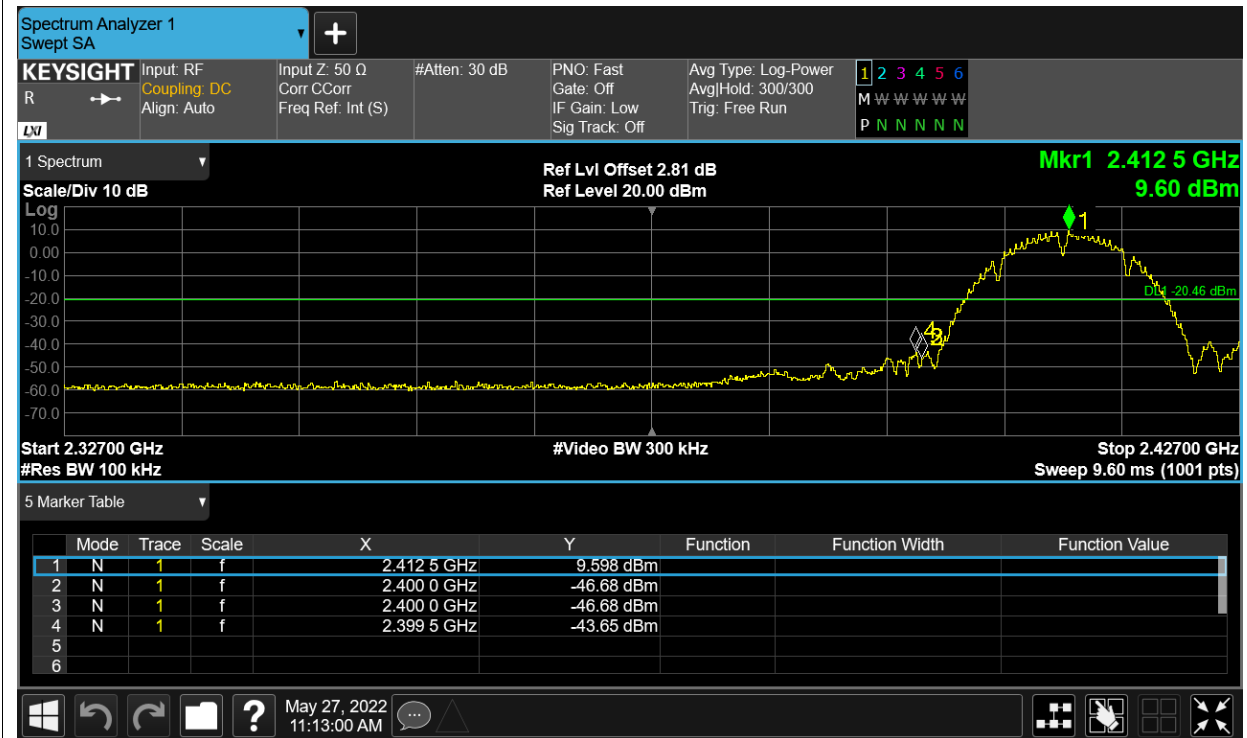 Spectrum Analyzer 1
Swept SA
+
KEYSIGHT
R
LXI
Input: RF
Coupling: DC
Align: Auto
Input Z: 50 Ω
Corr CCorr
Freq Ref: Int (S)
#Atten: 30 dB
PNO: Fast
Gate: Off
IF Gain: Low
Sig Track: Off
Avg Type: Log-Power
Avg|Hold: 300/300
Trig: Free Run
1 2 3 4 5 6
M W W W W W
P N N N N N
1 Spectrum
Scale/Div 10 dB
Ref Lvl Offset 2.81 dB
Ref Level 20.00 dBm
Mkr1 2.412 5 GHz
9.60 dBm
Log
10.0
0.00
-10.0
-20.0
-30.0
-40.0
-50.0
-60.0
-70.0
1
DL1 -20.46 dBm
4
Start 2.32700 GHz
#Res BW 100 kHz
#Video BW 300 kHz
Stop 2.42700 GHz
Sweep 9.60 ms (1001 pts)
5 Marker Table
Mode Trace Scale X Y Function Function Width Function Value
1 N 1 f 2.412 5 GHz 9.598 dBm
2 N 1 f 2.400 0 GHz -46.68 dBm
3 N 1 f 2.400 0 GHz -46.68 dBm
4 N 1 f 2.399 5 GHz -43.65 dBm
5
6
?
May 27, 2022
11:13:00 AM